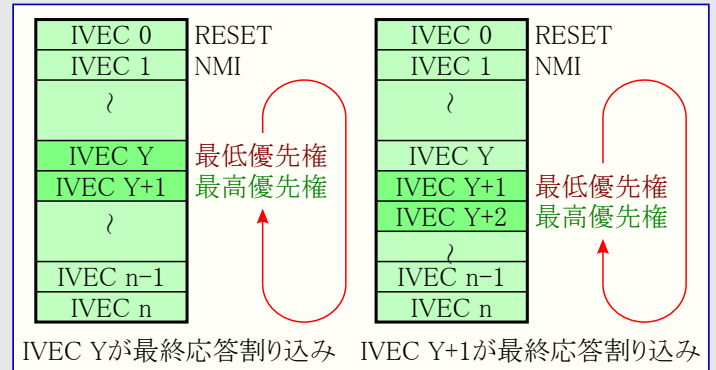 IVEC 0 RESET
IVEC 1 NMI
～
IVEC Y 最低優先権
IVEC Y+1 最高優先権
～
IVEC n-1
IVEC n
IVEC Yが最終応答割り込み
IVEC 0 RESET
IVEC 1 NMI
～
IVEC Y
IVEC Y+1 最低優先権
IVEC Y+2 最高優先権
～
IVEC n-1
IVEC n
IVEC Y+1が最終応答割り込み